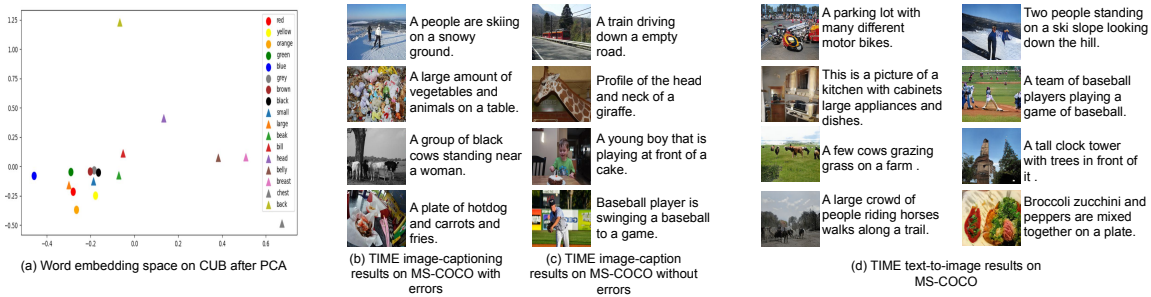 1.25
1.00
0.75
0.50
0.25
0.00
−0.25
−0.50
−0.4
−0.2
0.0
0.2
0.4
0.6
red
yellow
orange
green
blue
grey
brown
black
small
large
beak
bill
head
belly
breast
chest
back
(a) Word embedding space on CUB after PCA
A people are skiing
on a snowy
ground.
A large amount of
vegetables and
animals on a table.
A group of black
cows standing near
a woman.
A plate of hotdog
and carrots and
fries.
(b) TIME image-captioning
results on MS-COCO with
errors
A train driving
down a empty
road.
Profile of the head
and neck of a
giraffe.
A young boy that is
playing at front of a
cake.
Baseball player is
swinging a baseball
to a game.
(c) TIME image-caption
results on MS-COCO without
errors
A parking lot with
many different
motor bikes.
This is a picture of a
kitchen with cabinets
large appliances and
dishes.
A few cows grazing
grass on a farm .
A large crowd of
people riding horses
walks along a trail.
Two people standing
on a ski slope looking
down the hill.
A team of baseball
players playing a
game of baseball.
A tall clock tower
with trees in front of
it .
Broccoli zucchini and
peppers are mixed
together on a plate.
(d) TIME text-to-image results on
MS-COCO